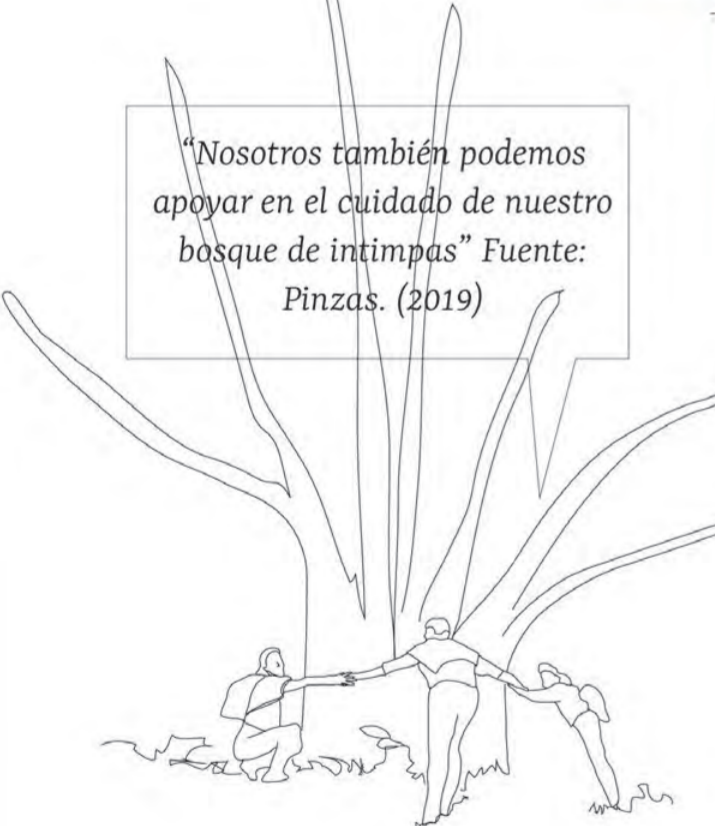 “Nosotros también podemos
apoyar en el cuidado de nuestro
bosque de intimpas” Fuente:
Pinzas. (2019)